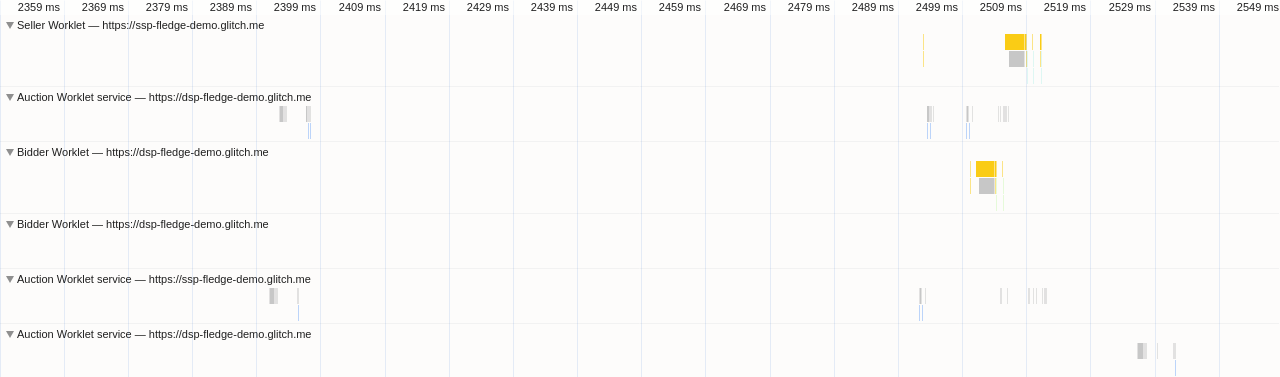 2359 ms 2369 ms 2379 ms 2389 ms 2399 ms 2409 ms 2419 ms 2429 ms 2439 ms 2449 ms 2459 ms 2469 ms 2479 ms 2489 ms 2499 ms 2509 ms 2519 ms 2529 ms 2539 ms 2549 ms
Seller Worklet — https://ssp-fledge-demo.glitch.me
Auction Worklet service — https://dsp-fledge-demo.glitch.me
Bidder Worklet — https://dsp-fledge-demo.glitch.me
Bidder Worklet — https://dsp-fledge-demo.glitch.me
Auction Worklet service — https://ssp-fledge-demo.glitch.me
Auction Worklet service — https://dsp-fledge-demo.glitch.me